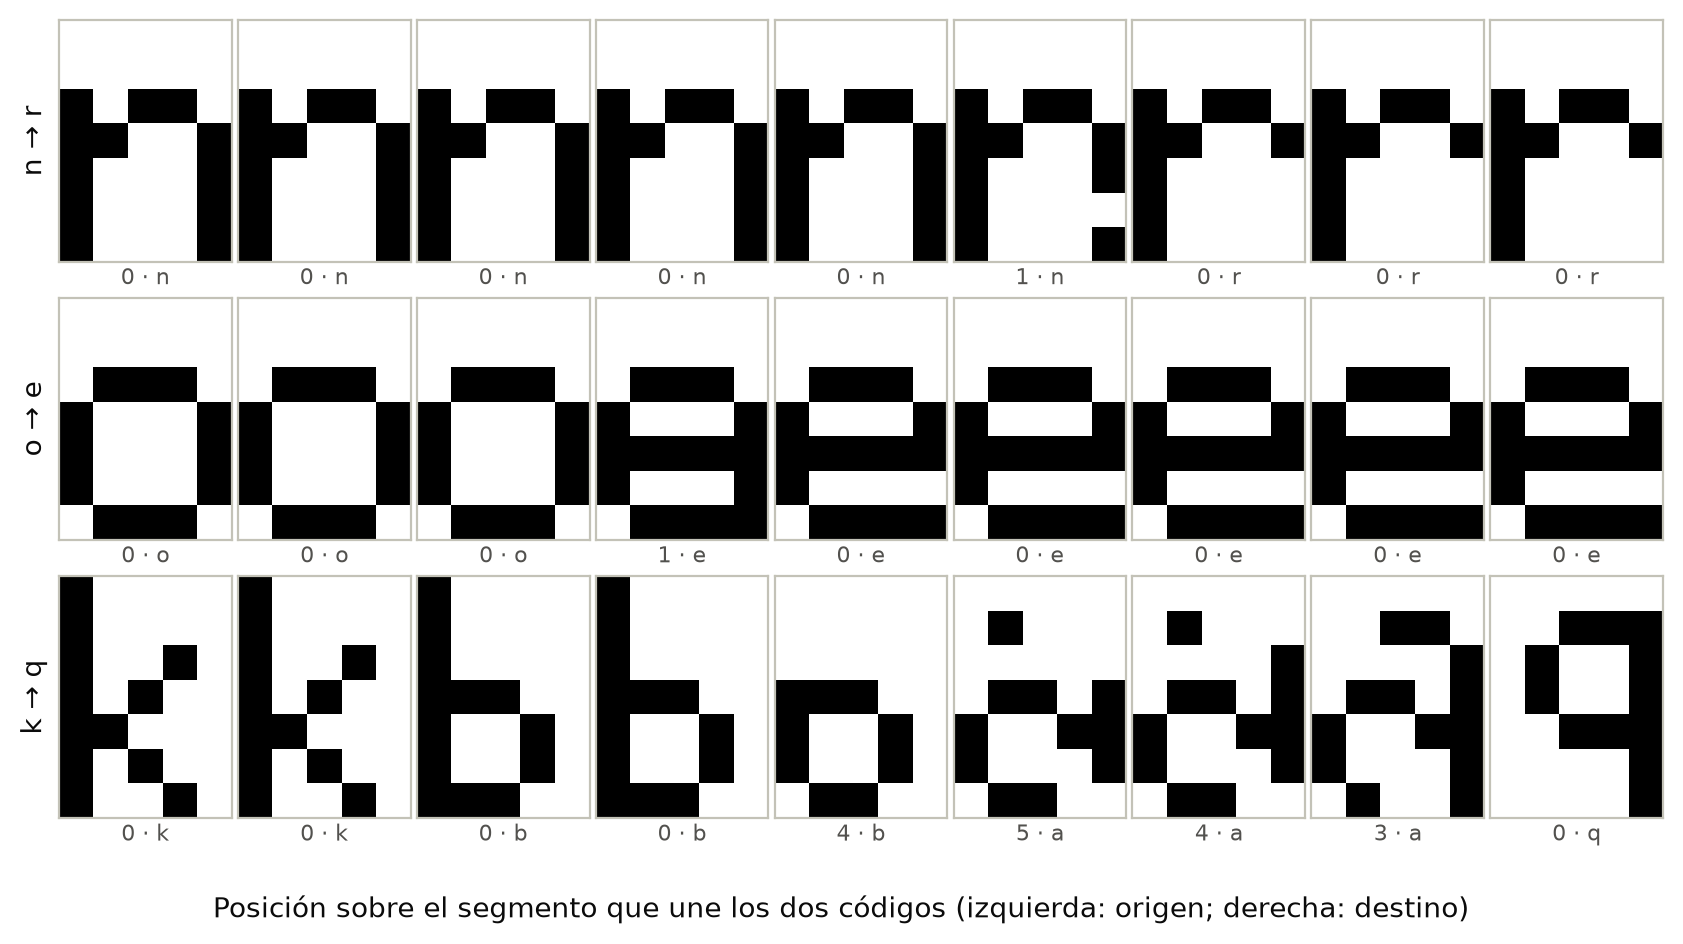 n → r
0 · n 0 · n 0 · n 0 · n 0 · n 1 · n 0 · r 0 · r 0 · r
o → e
0 · o 0 · o 0 · o 1 · e 0 · e 0 · e 0 · e 0 · e 0 · e
k → q
0 · k 0 · k 0 · b 0 · b 4 · b 5 · a 4 · a 3 · a 0 · q
Posición sobre el segmento que une los dos códigos (izquierda: origen; derecha: destino)